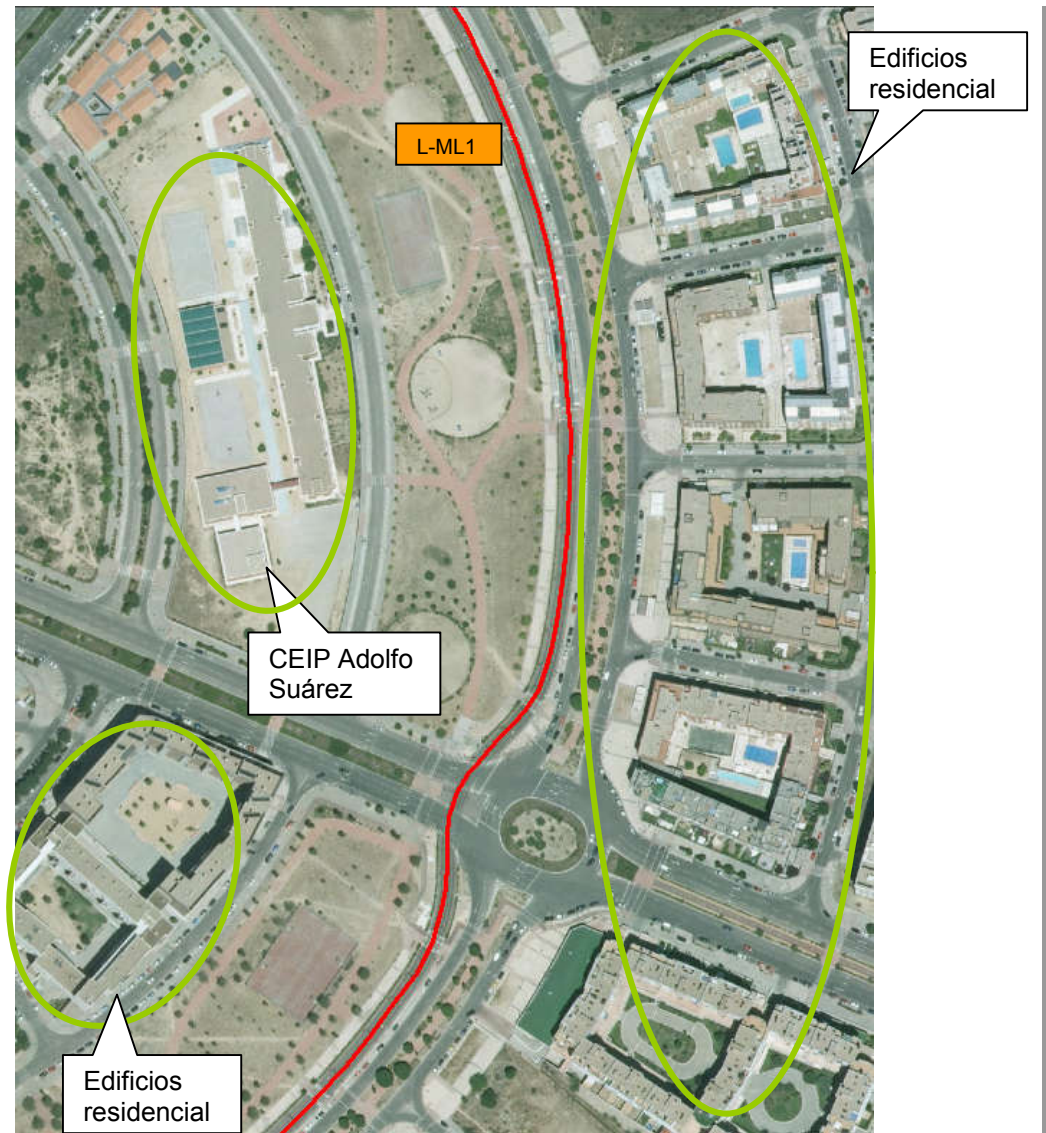 Edificios
residencial
L-ML1
CEIP Adolfo
Suárez
Edificios
residencial